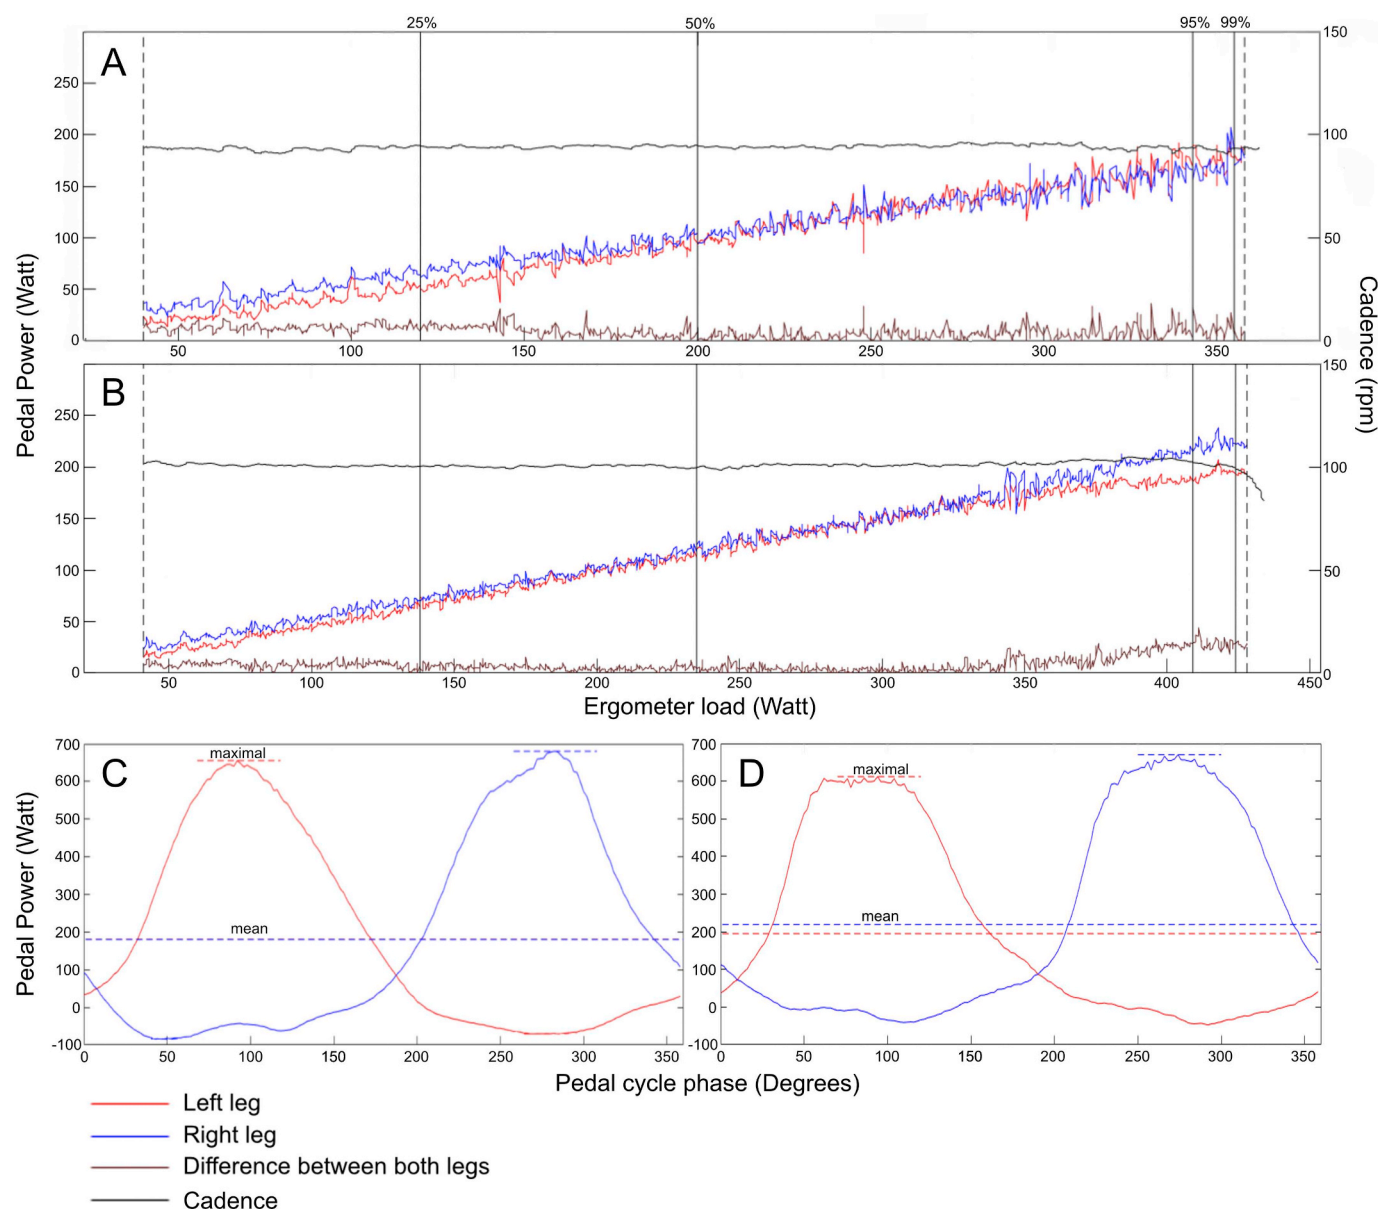 25% 50% 95% 99%
A
150
250
200 100
150
100 50
50
0 0
50 100 150 200 250 300 350
Pedal Power (Watt)
Cadence (rpm)
B
150
250
200 100
150
100 50
50
0 0
50 100 150 200 250 300 350 400 450
Ergometer load (Watt)
C
700
600
500
400
300
200
100
0
-100
maximal
mean
0 50 100 150 200 250 300 350
Pedal Power (Watt)
D
700
600
500
400
300
200
100
0
-100
maximal
mean
0 50 100 150 200 250 300 350
Pedal cycle phase (Degrees)
Left leg
Right leg
Difference between both legs
Cadence